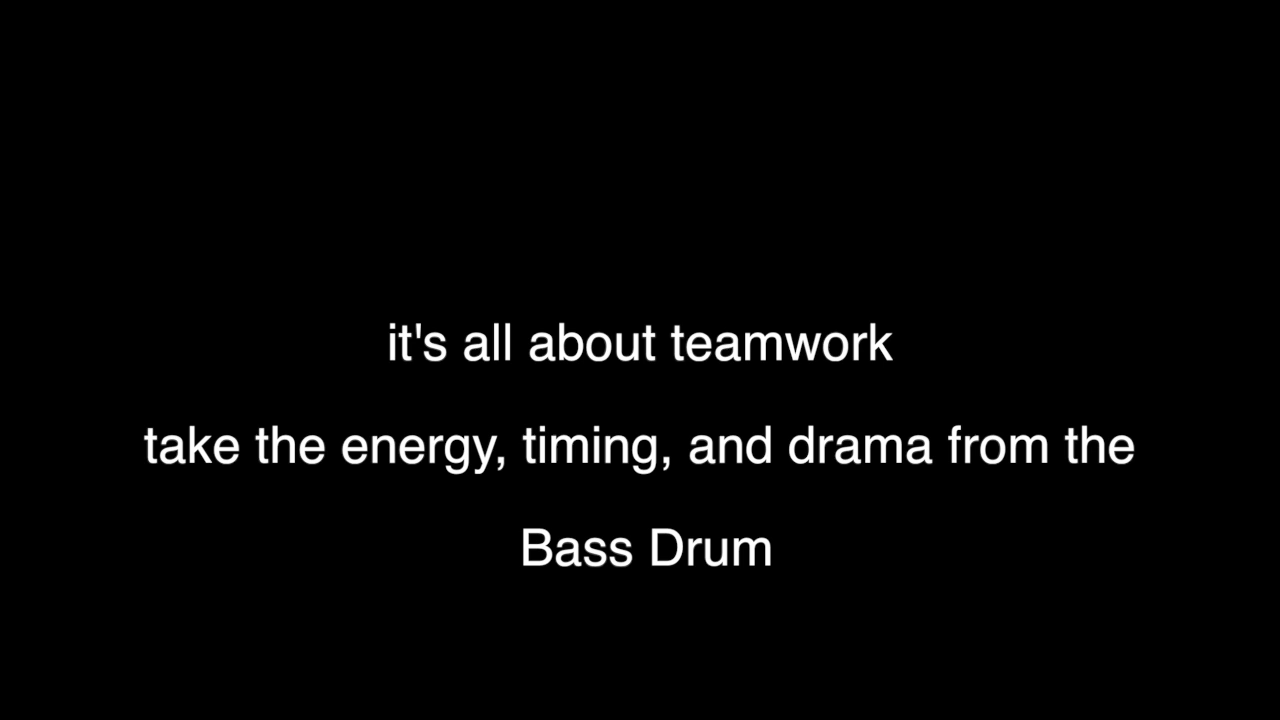 it's all about teamwork
take the energy, timing, and drama from the
Bass Drum